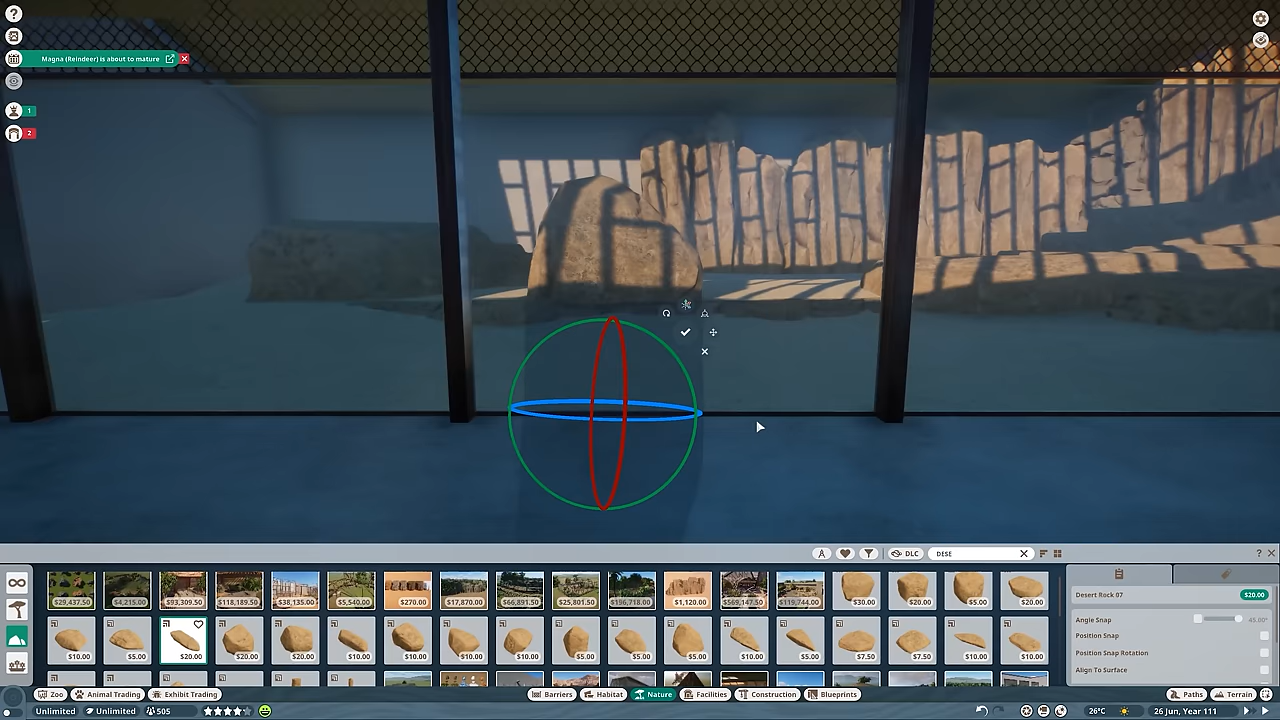 Magna (Reindeer) is about to mature
1
2
DLC
DESE
$29,437.50
$4,215.00
$93,309.50
$118,189.50
$38,135.00
$5,540.00
$270.00
$17,870.00
$66,891.50
$25,801.50
$196,718.00
$1,120.00
$569,147.50
$119,744.00
$30.00
$20.00
$5.00
$20.00
$10.00
$5.00
$20.00
$20.00
$20.00
$10.00
$10.00
$10.00
$10.00
$5.00
$5.00
$5.00
$10.00
$5.00
$7.50
$7.50
$10.00
$10.00
Desert Rock 07
$20.00
Angle Snap
45.00°
Position Snap
Position Snap Rotation
Align To Surface
Zoo
Animal Trading
Exhibit Trading
Barriers
Habitat
Nature
Facilities
Construction
Blueprints
Paths
Terrain
Unlimited
Unlimited
505
26°C
26 Jun, Year 111